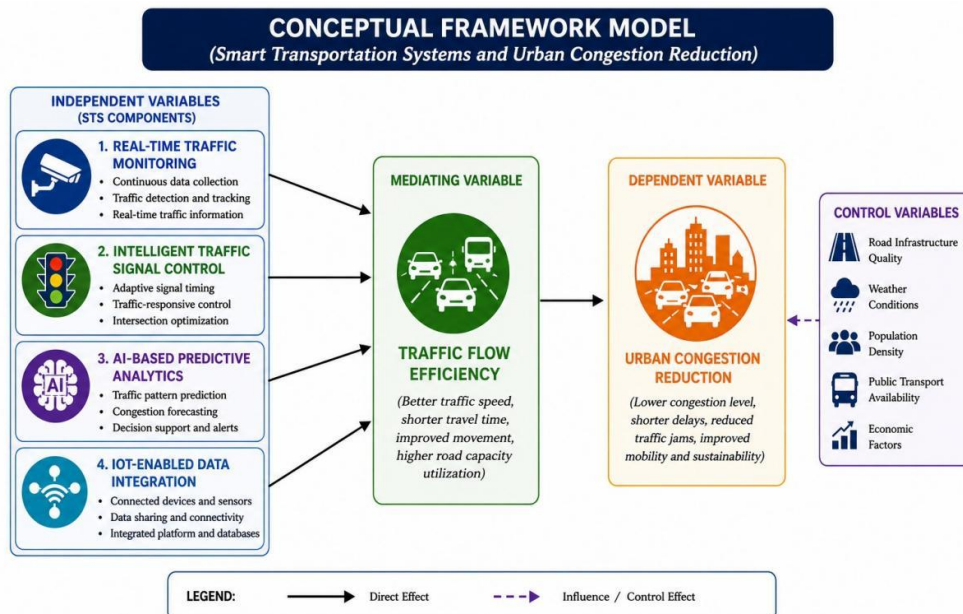 CONCEPTUAL FRAMEWORK MODEL
(Smart Transportation Systems and Urban Congestion Reduction)
INDEPENDENT VARIABLES
(STS COMPONENTS)
1. REAL-TIME TRAFFIC
MONITORING
• Continuous data collection
• Traffic detection and tracking
• Real-time traffic information
2. INTELLIGENT TRAFFIC
SIGNAL CONTROL
• Adaptive signal timing
• Traffic-responsive control
• Intersection optimization
AI
3. AI-BASED PREDICTIVE
ANALYTICS
• Traffic pattern prediction
• Congestion forecasting
• Decision support and alerts
4. IOT-ENABLED DATA
INTEGRATION
• Connected devices and sensors
• Data sharing and connectivity
• Integrated platform and databases
MEDIATING VARIABLE
TRAFFIC FLOW
EFFICIENCY
(Better traffic speed,
shorter travel time,
improved movement,
higher road capacity
utilization)
DEPENDENT VARIABLE
URBAN CONGESTION
REDUCTION
(Lower congestion level,
shorter delays, reduced
traffic jams, improved
mobility and sustainability)
CONTROL VARIABLES
Road Infrastructure
Quality
Weather
Conditions
Population
Density
Public Transport
Availability
Economic
Factors
LEGEND:
Direct Effect
Influence / Control Effect